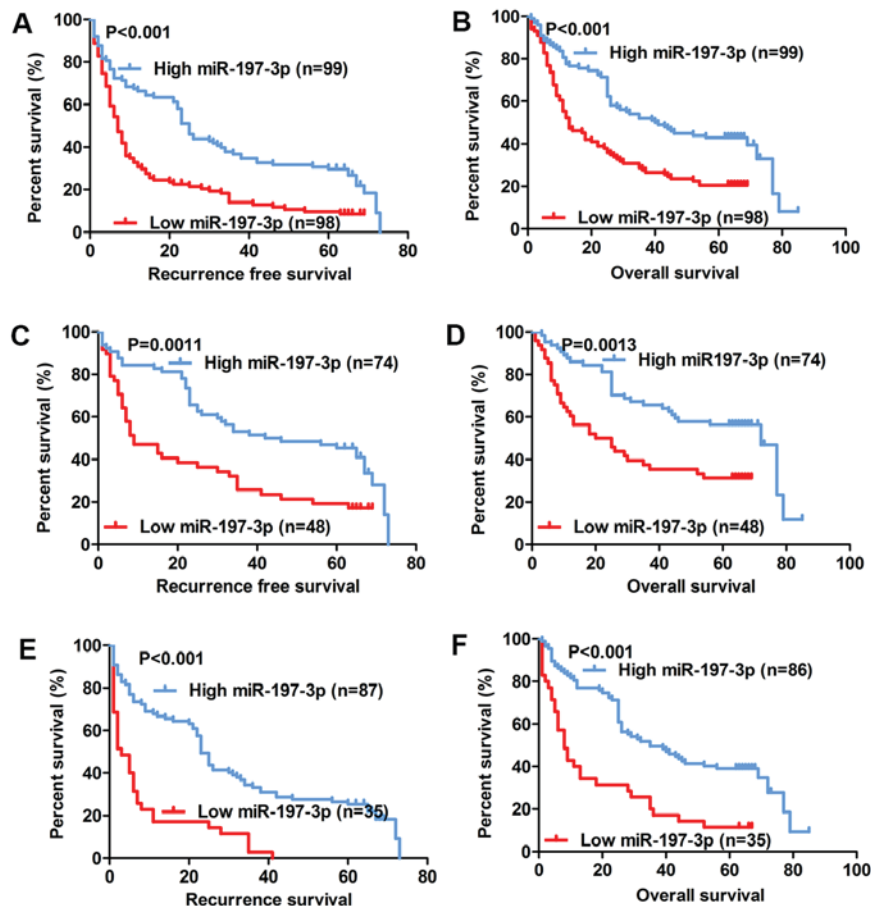 A
P<0.001
High miR-197-3p (n=99)
Low miR-197-3p (n=98)
Percent survival (%)
100
80
60
40
20
0
0 20 40 60 80
Recurrence free survival
B
P<0.001
High miR-197-3p (n=99)
Low miR-197-3p (n=98)
Percent survival (%)
100
80
60
40
20
0
0 20 40 60 80 100
Overall survival
C
P=0.0011
High miR-197-3p (n=74)
Low miR-197-3p (n=48)
Percent survival (%)
100
80
60
40
20
0
0 20 40 60 80
Recurrence free survival
D
P=0.0013
High miR197-3p (n=74)
Low miR-197-3p (n=48)
Percent survival (%)
100
80
60
40
20
0
0 20 40 60 80 100
Overall survival
E
P<0.001
High miR-197-3p (n=87)
Low miR-197-3p (n=35)
Percent survival (%)
100
80
60
40
20
0
0 20 40 60 80
Recurrence survival
F
P<0.001
High miR-197-3p (n=86)
Low miR-197-3p (n=35)
Percent survival (%)
100
80
60
40
20
0
0 20 40 60 80 100
Overall survival